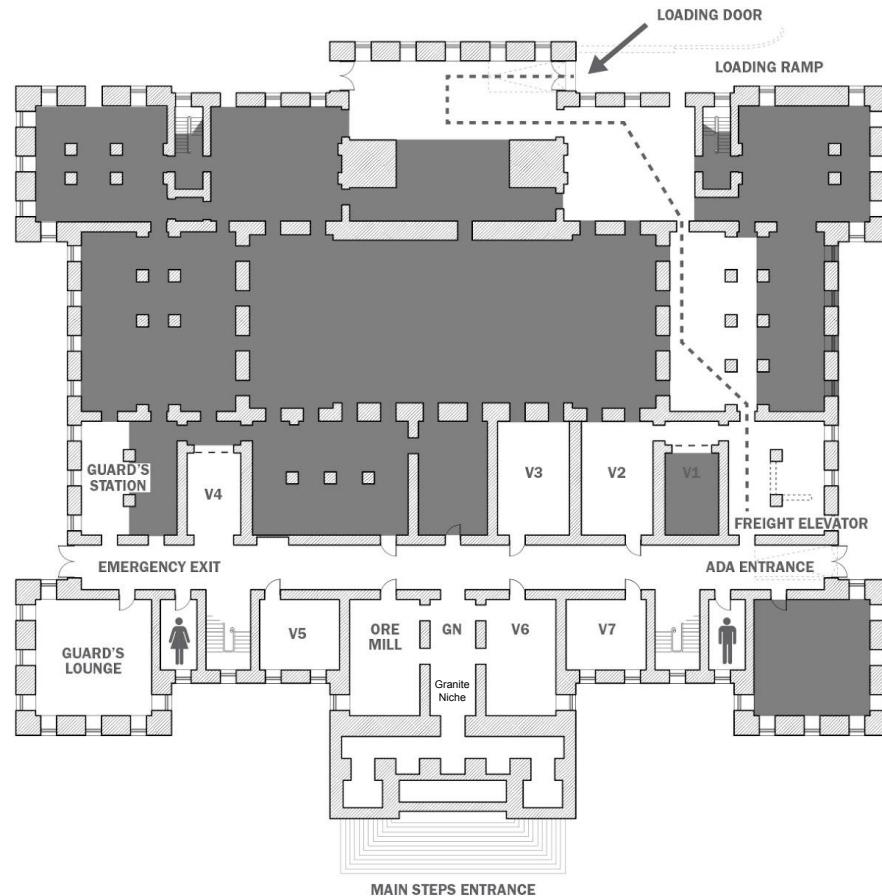 LOADING DOOR
LOADING RAMP
GUARD'S
STATION
V4
V3
V2
V1
FREIGHT ELEVATOR
EMERGENCY EXIT
ADA ENTRANCE
GUARD'S
LOUNGE
V5
ORE
MILL
GN
V6
V7
Granite
Niche
MAIN STEPS ENTRANCE